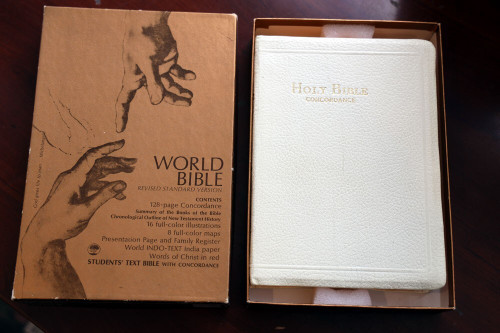 WORLD
BIBLE
REVISED STANDARD VERSION
CONTENTS
128-page Concordance
Summary of the Books of the Bible
Chronological Outline of New Testament History
16 full-color illustrations
8 full-color maps
Presentation Page and Family Register
World INDO-TEXT India paper
Words of Christ in red
STUDENTS' TEXT BIBLE WITH CONCORDANCE
HOLY BIBLE
CONCORDANCE